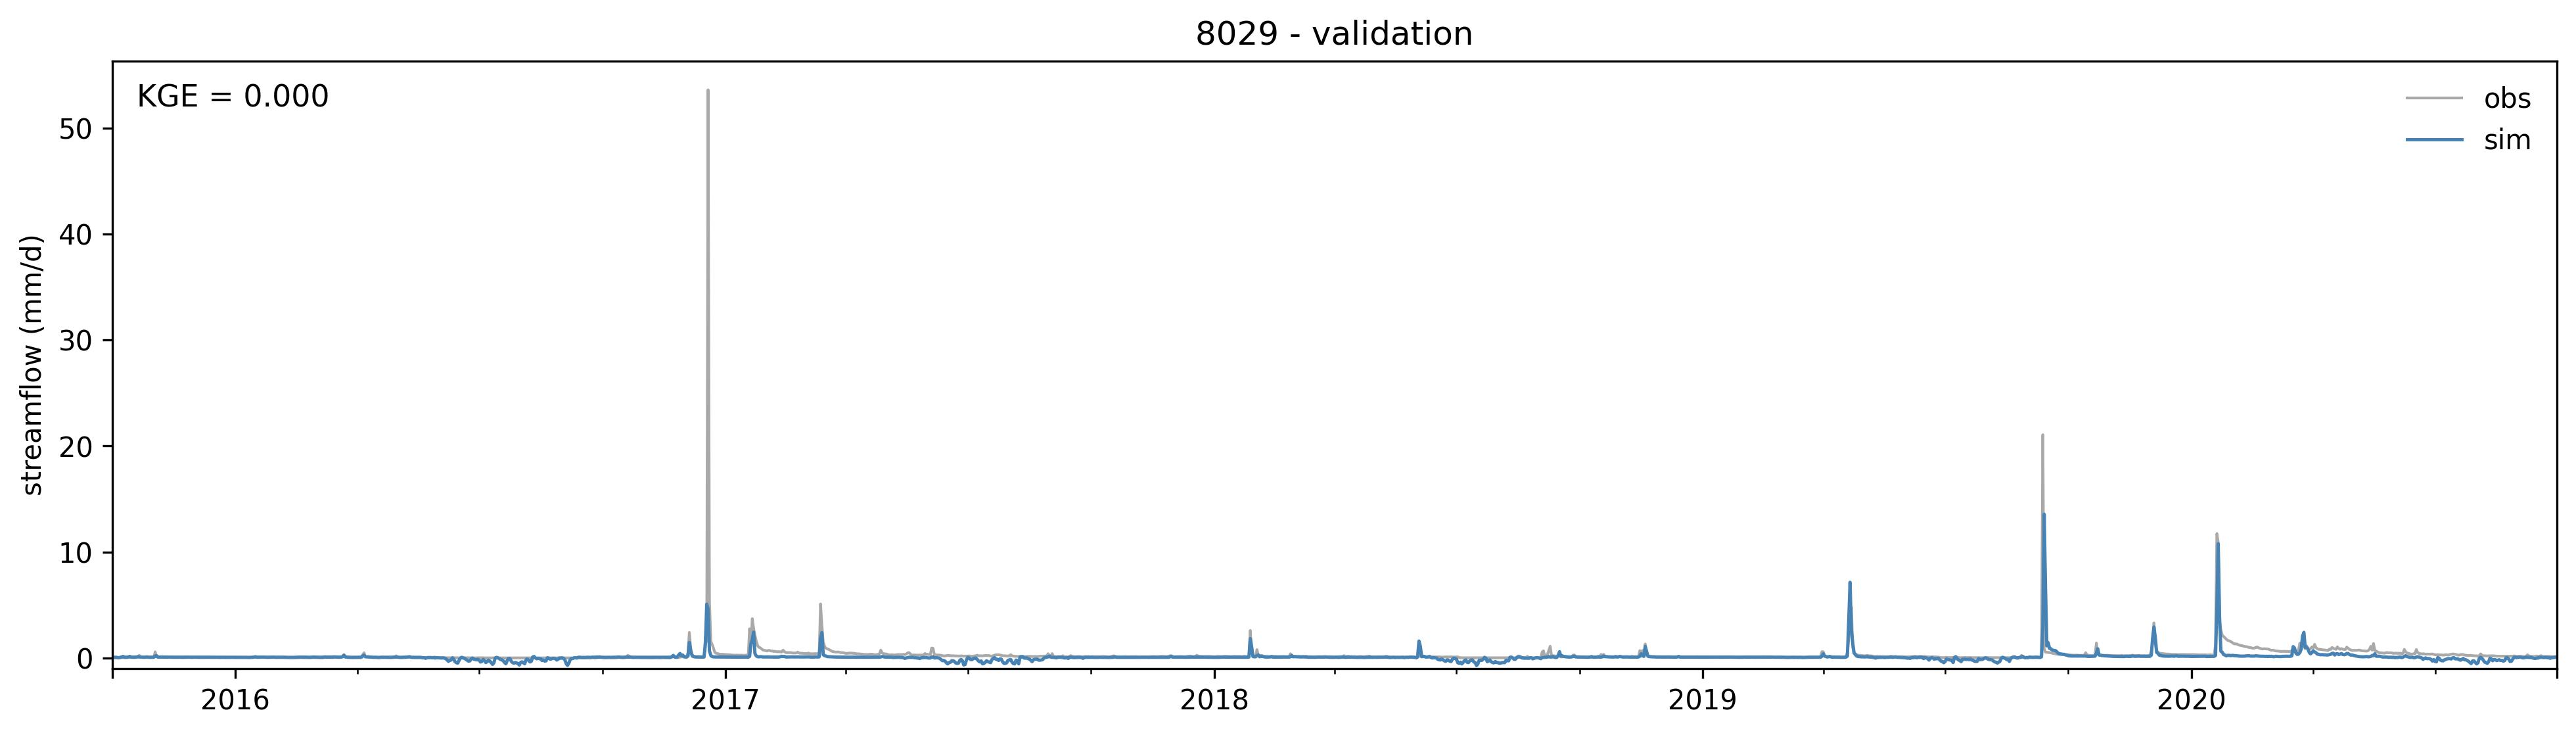 8029 - validation
KGE = 0.000
obs
sim
streamflow (mm/d)
50
40
30
20
10
0
2016
2017
2018
2019
2020